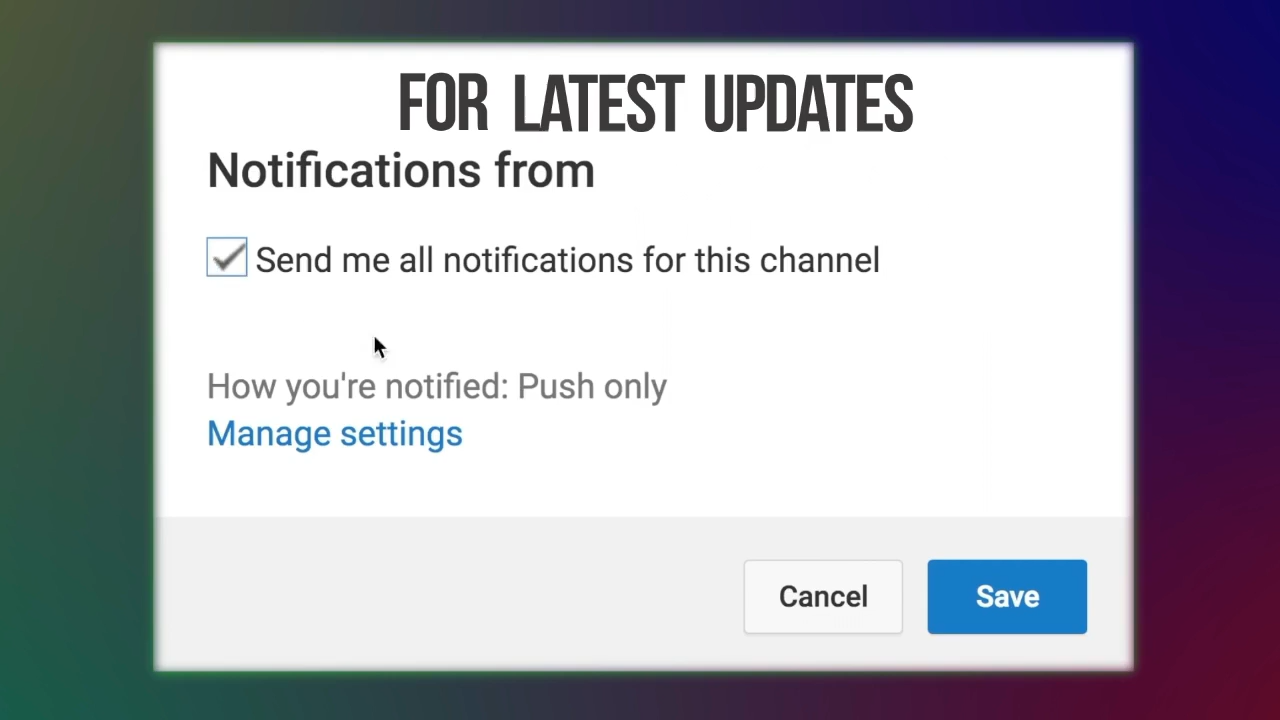 FOR LATEST UPDATES
Notifications from
Send me all notifications for this channel
How you're notified: Push only
Manage settings
Cancel
Save